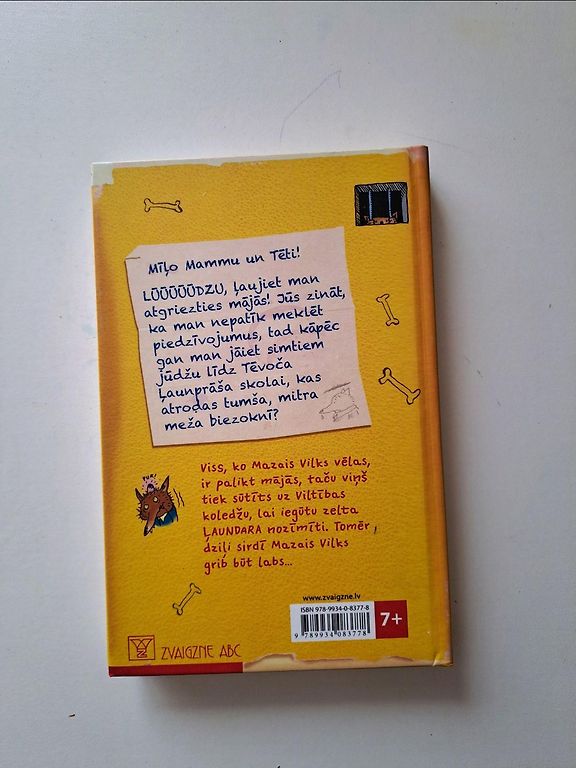 Mīļo Mammu un Tēti!
LŪŪŪŪŪDZU, ļaujiet man
atgriezties mājās! Jūs zināt,
ka man nepatīk meklēt
piedzīvojumus, tad kāpēc
gan man jāiet simtiem
jūdžu līdz Tēvoča
Ļaunprāša skolai, kas
atrodas tumša, mitra
meža biezoknī?
Viss, ko Mazais Vilks vēlas,
ir palikt mājās, taču viņš
tiek sūtīts uz Viltības
koledžu, lai iegūtu zelta
ĻAUNDARA nozīmīti. Tomēr,
dziļi sirdī Mazais Vilks
grib būt labs...
www.zvaigzne.lv
ISBN 978-9934-0-8377-8
9 789934 083778
7+
ZVAIGZNE ABC